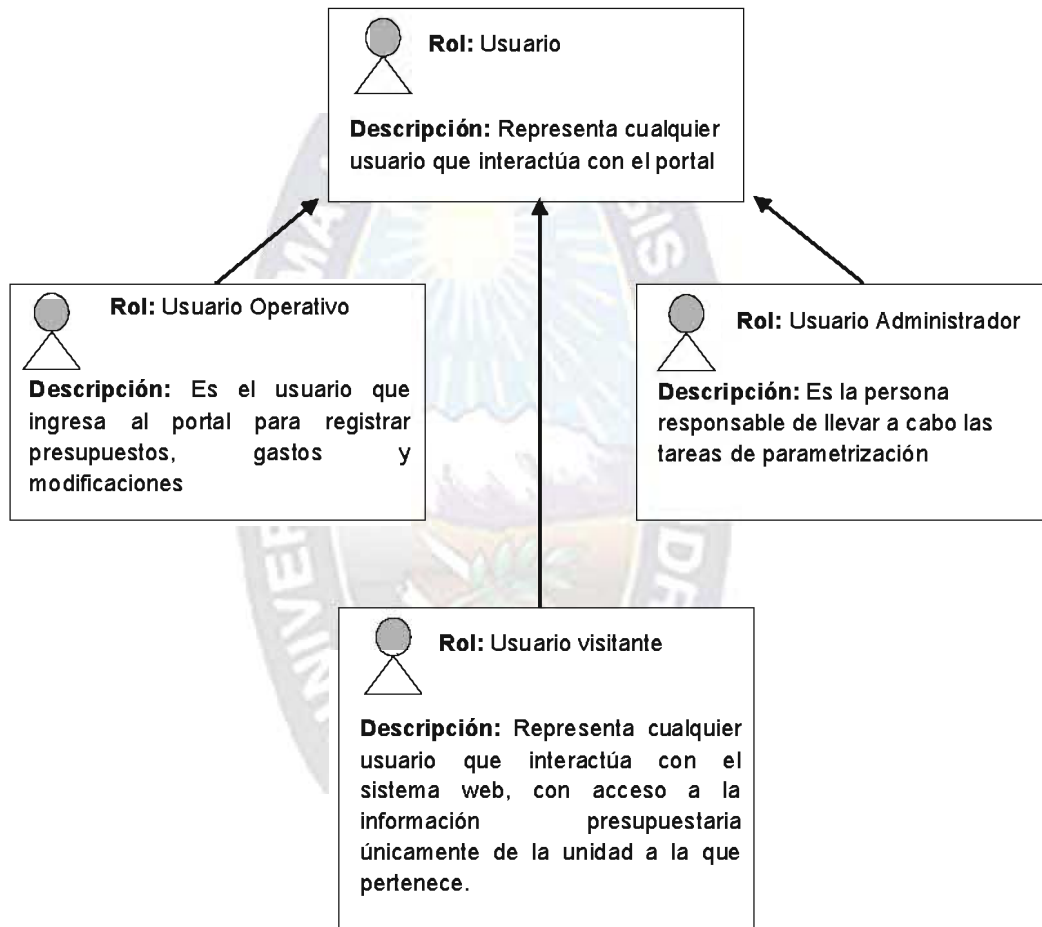 Rol: Usuario
Descripción: Representa cualquier
usuario que interactúa con el portal
Rol: Usuario Operativo
Descripción: Es el usuario que
ingresa al portal para registrar
presupuestos, gastos y
modificaciones
Rol: Usuario Administrador
Descripción: Es la persona
responsable de llevar a cabo las
tareas de parametrización
Rol: Usuario visitante
Descripción: Representa cualquier
usuario que interactúa con el
sistema web, con acceso a la
información presupuestaria
únicamente de la unidad a la que
pertenece.